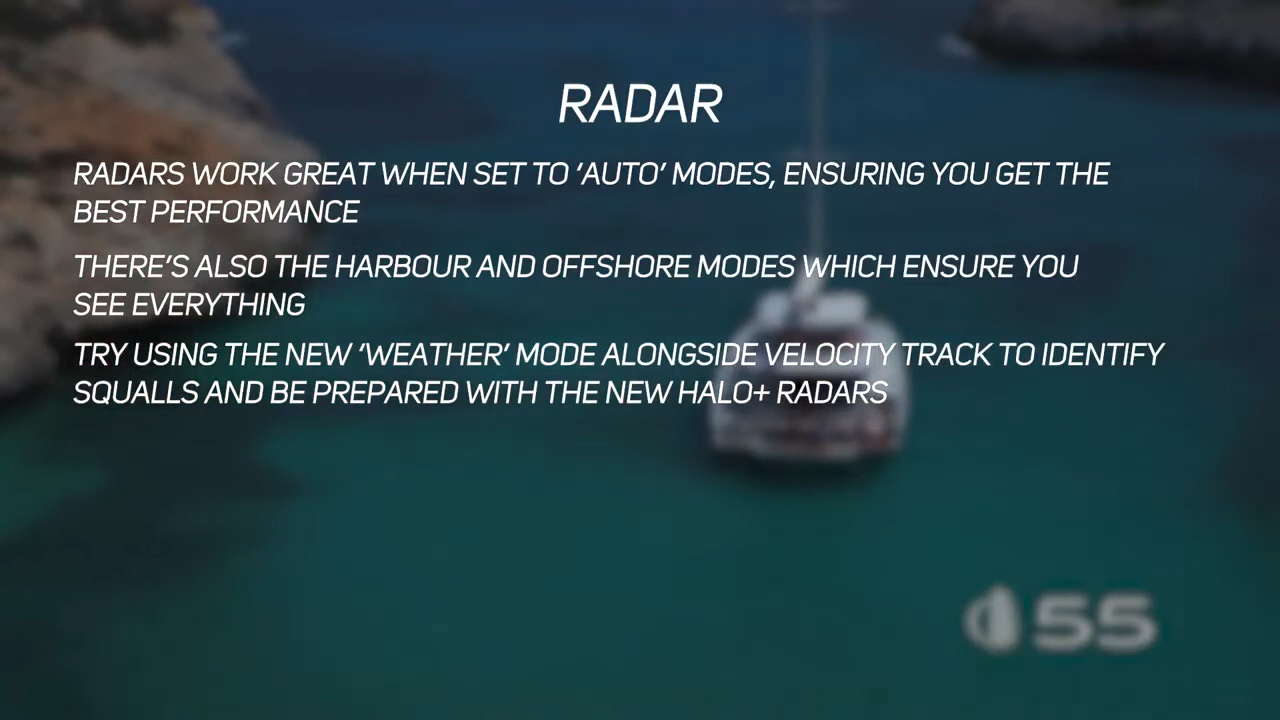 RADAR
RADARS WORK GREAT WHEN SET TO ‘AUTO’ MODES, ENSURING YOU GET THE
BEST PERFORMANCE
THERE’S ALSO THE HARBOUR AND OFFSHORE MODES WHICH ENSURE YOU
SEE EVERYTHING
TRY USING THE NEW ‘WEATHER’ MODE ALONGSIDE VELOCITY TRACK TO IDENTIFY
SQUALLS AND BE PREPARED WITH THE NEW HALO+ RADARS
55